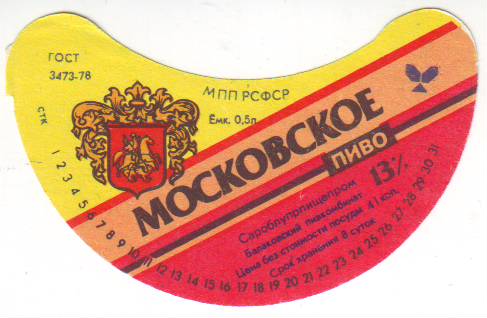 ГОСТ
3473-78
МПП РСФСР
Емк. 0,5л.
СТК
МОСКОВСКОЕ
ПИВО
13%
Саробпурпищепром
Балаковский пивкомбинат
Цена без стоимости посуды 41 коп.
Срок хранения 8 суток
1 2 3 4 5 6 7 8 9 10 11 12 13 14 15 16 17 18 19 20 21 22 23 24 25 26 27 28 29 30 31